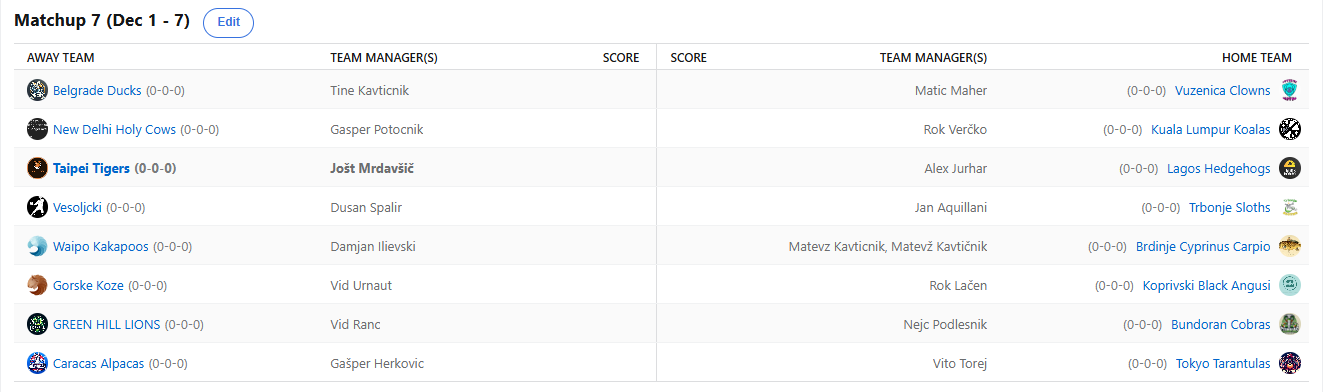 Matchup 7 (Dec 1 - 7) Edit
AWAY TEAM TEAM MANAGER(S) SCORE SCORE TEAM MANAGER(S) HOME TEAM
Belgrade Ducks (0-0-0) Tine Kavticnik Matic Maher (0-0-0) Vuzenica Clowns
New Delhi Holy Cows (0-0-0) Gasper Potocnik Rok Verčko (0-0-0) Kuala Lumpur Koalas
Taipei Tigers (0-0-0) Jošt Mrdavšič Alex Jurhar (0-0-0) Lagos Hedgehogs
Vesoljcki (0-0-0) Dusan Spalir Jan Aquillani (0-0-0) Trbonje Sloths
Waipo Kakapoos (0-0-0) Damjan Ilievski Matevz Kavticnik, Matevž Kavtičnik (0-0-0) Brdinje Cyprinus Carpio
Gorske Koze (0-0-0) Vid Urnaut Rok Lačen (0-0-0) Koprivski Black Angusi
GREEN HILL LIONS (0-0-0) Vid Ranc Nejc Podlesnik (0-0-0) Bundoran Cobras
Caracas Alpacas (0-0-0) Gašper Herkovic Vito Torej (0-0-0) Tokyo Tarantulas